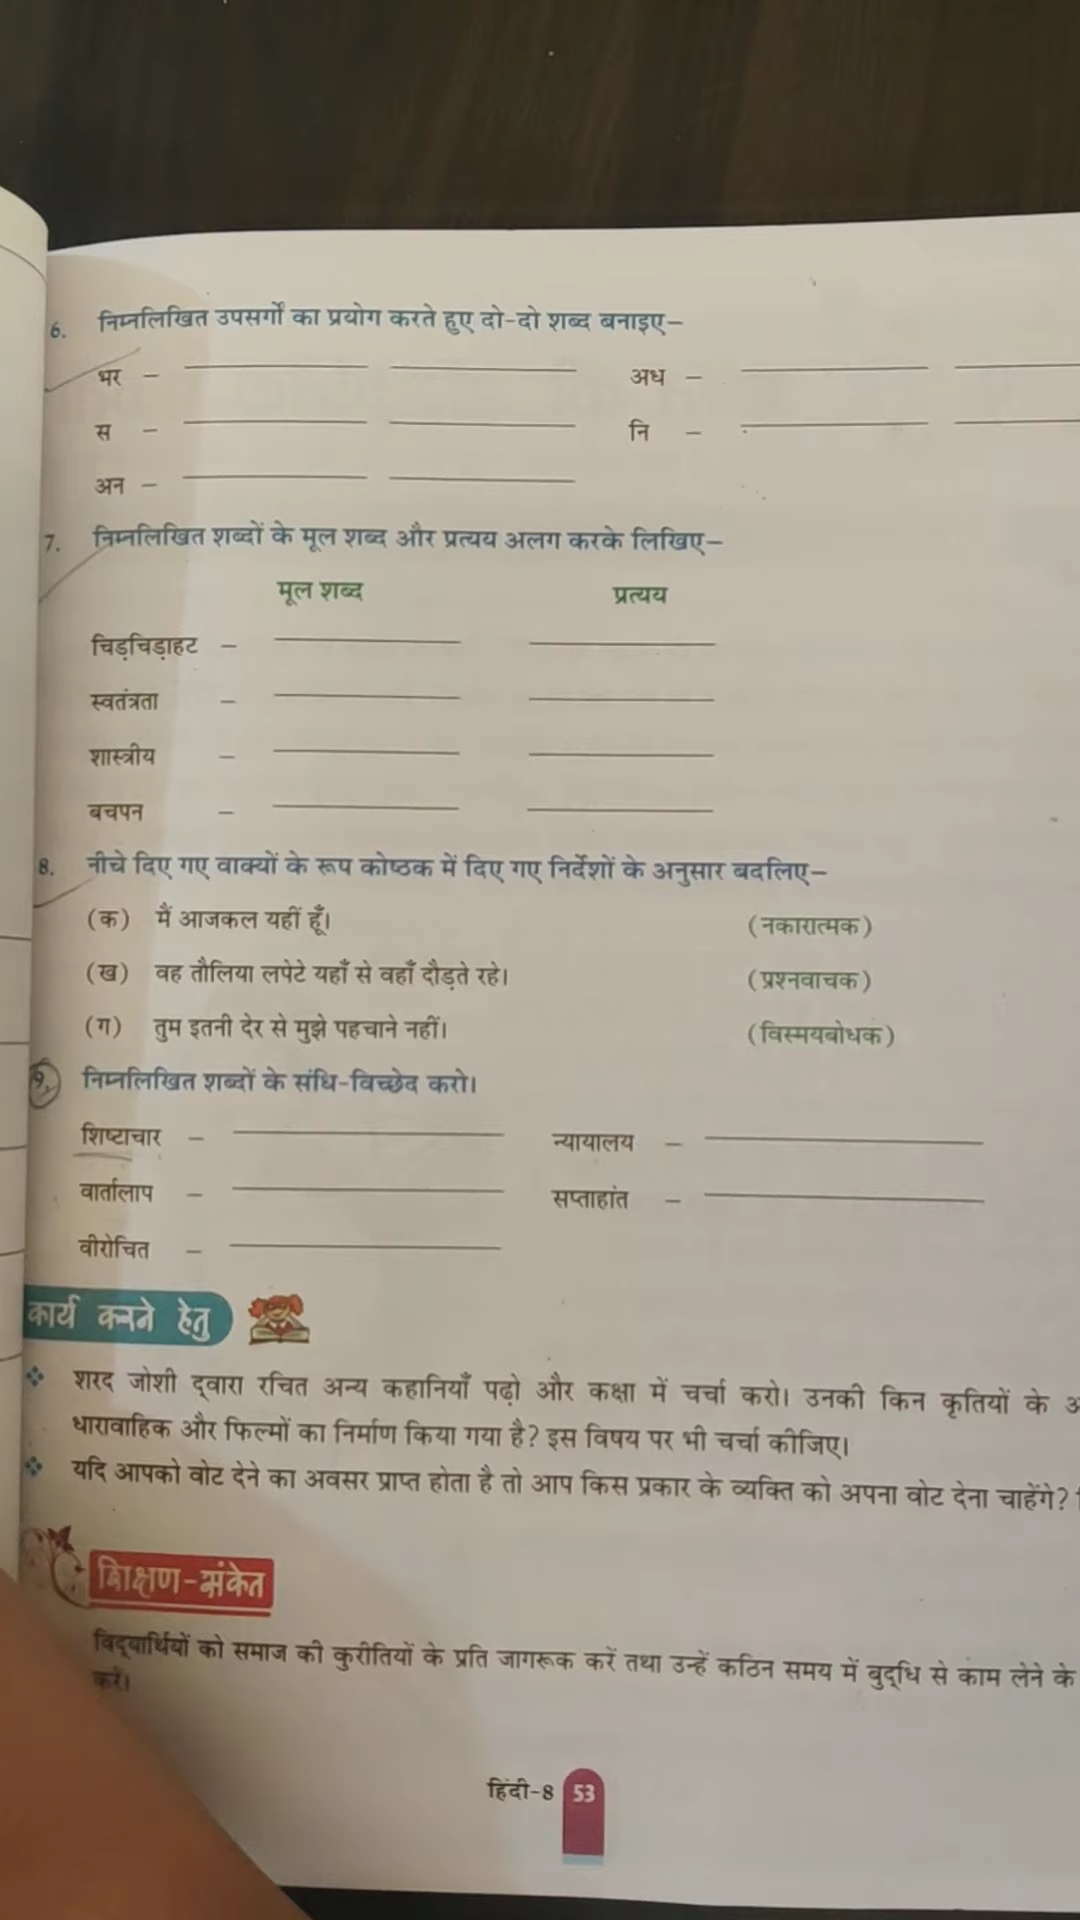 6. निम्नलिखित उपसर्गों का प्रयोग करते हुए दो-दो शब्द बनाइए–
भर – अध –
स – नि –
अन –
7. निम्नलिखित शब्दों के मूल शब्द और प्रत्यय अलग करके लिखिए–
मूल शब्द प्रत्यय
चिड़चिड़ाहट –
स्वतंत्रता –
शास्त्रीय –
बचपन –
8. नीचे दिए गए वाक्यों के रूप कोष्ठक में दिए गए निर्देशों के अनुसार बदलिए–
(क) मैं आजकल यहीं हूँ। (नकारात्मक)
(ख) वह तौलिया लपेटे यहाँ से वहाँ दौड़ते रहे। (प्रश्नवाचक)
(ग) तुम इतनी देर से मुझे पहचाने नहीं। (विस्मयबोधक)
9. निम्नलिखित शब्दों के संधि-विच्छेद करो।
शिष्टाचार – न्यायालय –
वार्तालाप – सप्ताहांत –
वीरोचित –
कार्य करने हेतु
शरद जोशी द्वारा रचित अन्य कहानियाँ पढ़ो और कक्षा में चर्चा करो। उनकी किन कृतियों के
धारावाहिक और फिल्मों का निर्माण किया गया है? इस विषय पर भी चर्चा कीजिए।
यदि आपको वोट देने का अवसर प्राप्त होता है तो आप किस प्रकार के व्यक्ति को अपना वोट देना चाहेंगे?
शिक्षण-संकेत
विद्यार्थियों को समाज की कुरीतियों के प्रति जागरूक करें तथा उन्हें कठिन समय में बुद्धि से काम लेने के
करें।
हिंदी-8 53